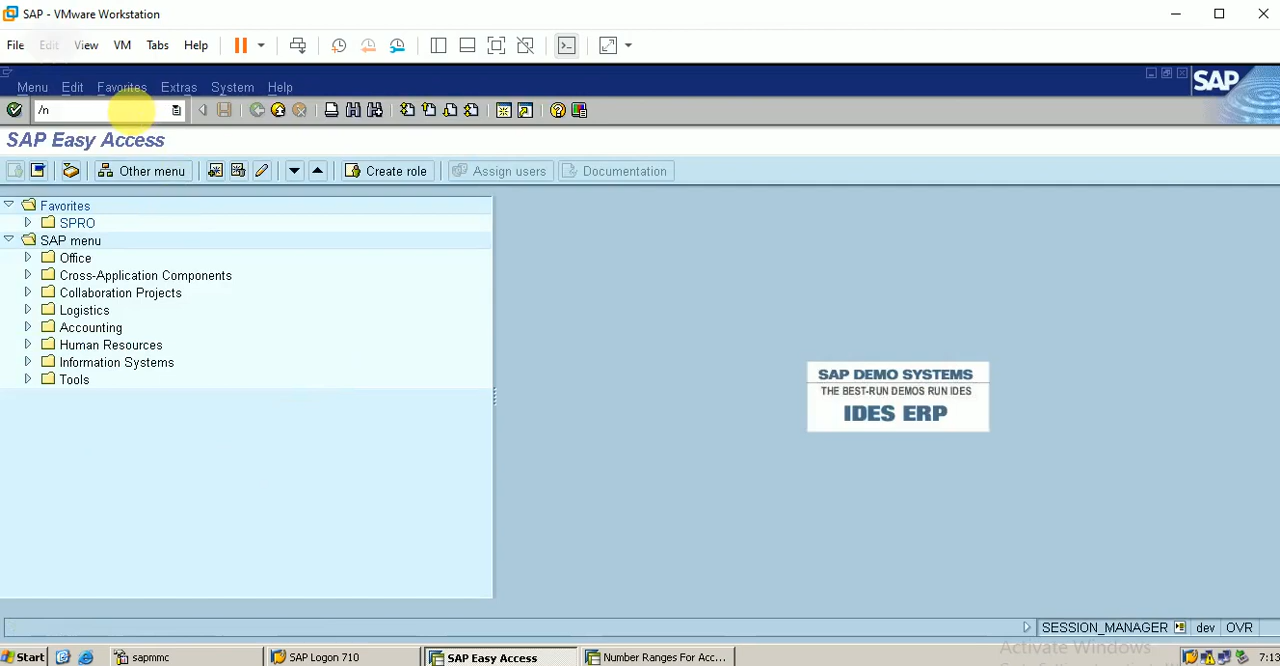 SAP - VMware Workstation
File Edit View VM Tabs Help
Menu Edit Favorites Extras System Help
SAP
/n
SAP Easy Access
Other menu Create role Assign users Documentation
Favorites
SPRO
SAP menu
Office
Cross-Application Components
Collaboration Projects
Logistics
Accounting
Human Resources
Information Systems
Tools
SAP DEMO SYSTEMS
THE BEST-RUN DEMOS RUN IDES
IDES ERP
SESSION_MANAGER dev OVR
Activate Windows
Start sapmmc SAP Logon 710 SAP Easy Access Number Ranges For Acc... 7:13